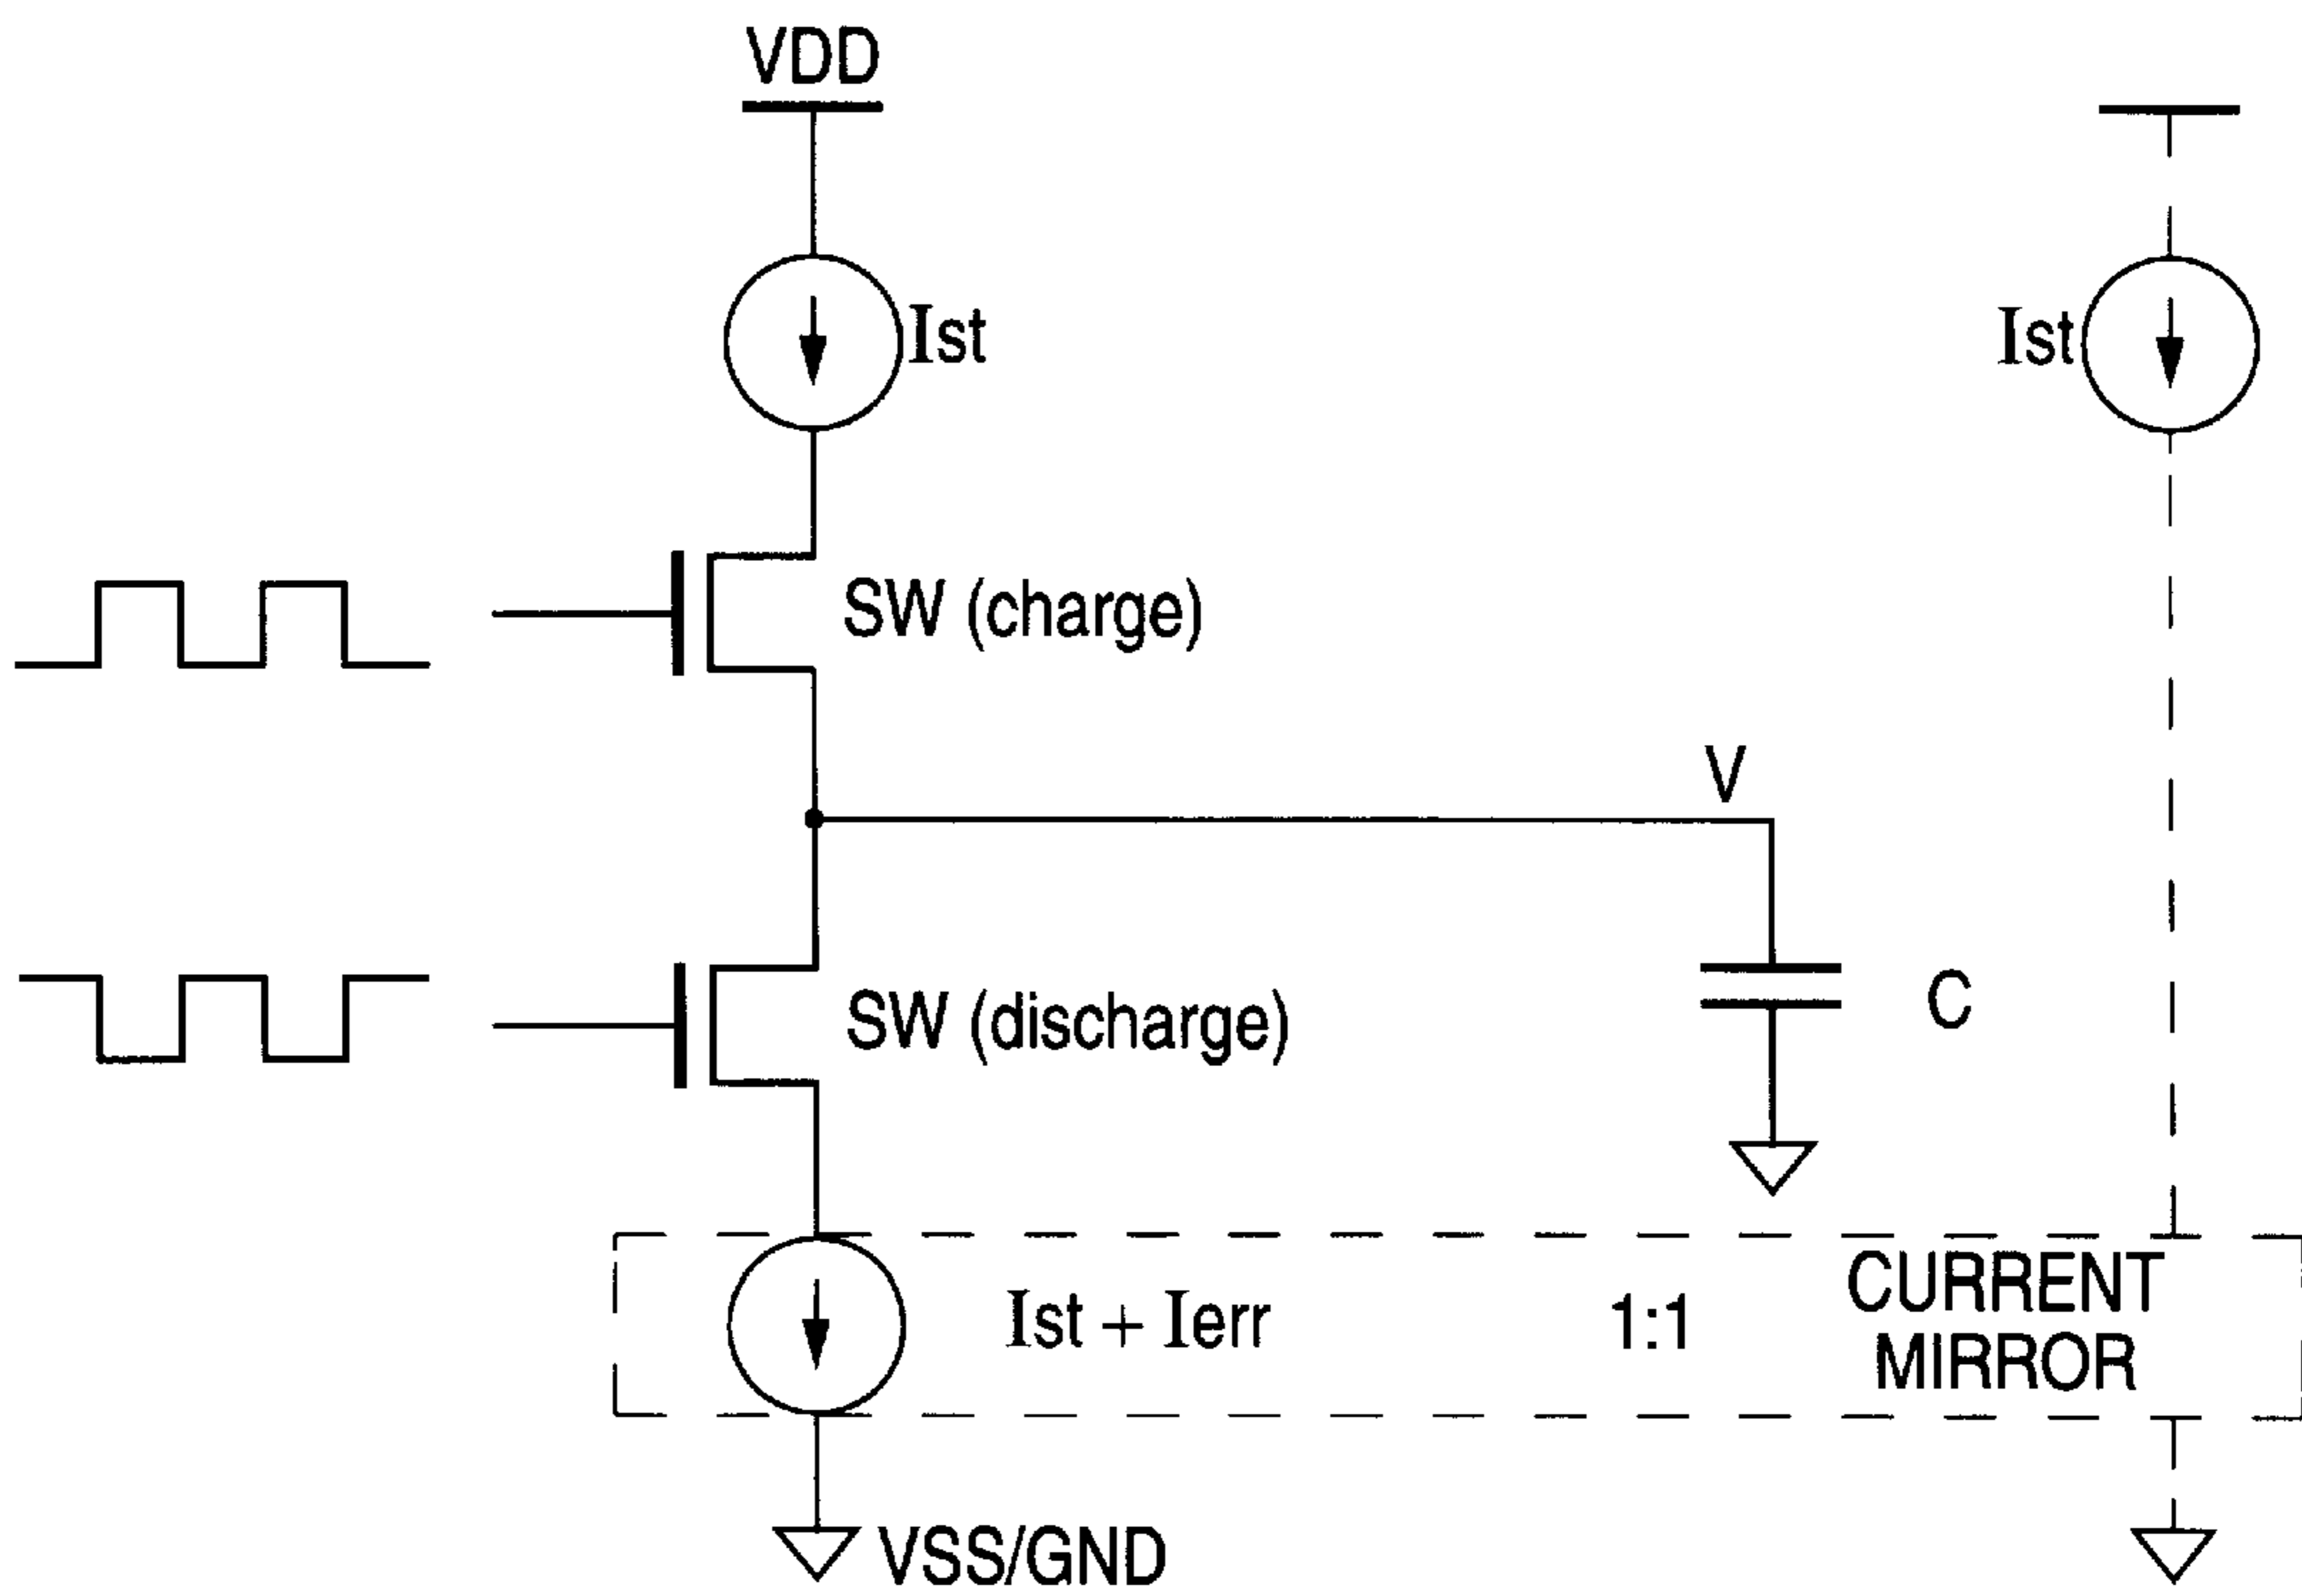 VDD
Ist
Ist
SW (charge)
V
SW (discharge)
C
Ist + Ierr
1:1
CURRENT
MIRROR
VSS/GND